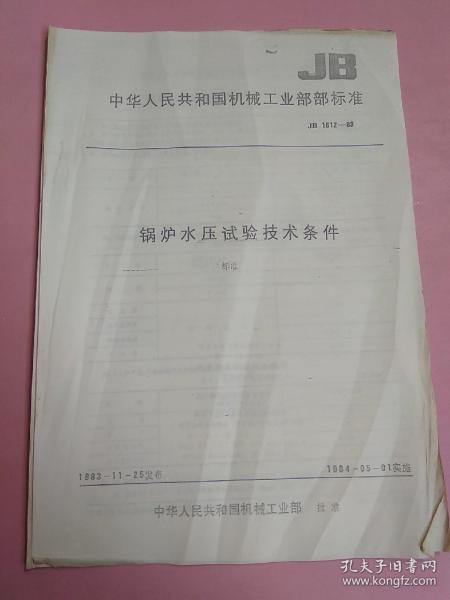 JB
中华人民共和国机械工业部部标准
JB 1612—83
锅炉水压试验技术条件
标准
1983—11—25发布
1984—05—01实施
中华人民共和国机械工业部 批准
孔夫子旧书网
www.kongfz.com